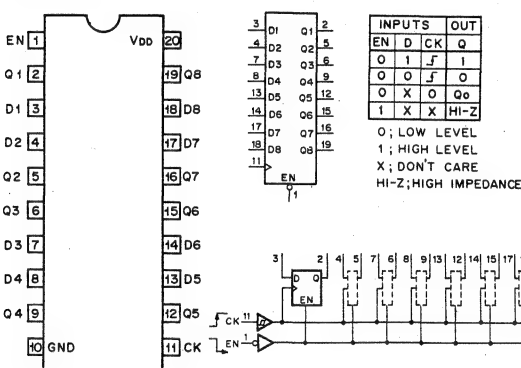 EN 1 VDD 20
Q1 2 19 Q8
D1 3 18 D8
D2 4 17 D7
Q2 5 16 Q7
Q3 6 15 Q6
D3 7 14 D6
D4 8 13 D5
Q4 9 12 Q5
10 GND 11 CK
3 D1 Q1 2
4 D2 Q2 5
7 D3 Q3 6
8 D4 Q4 9
13 D5 Q5 12
14 D6 Q6 15
17 D7 Q7 16
18 D8 Q8 19
11
EN
1
INPUTS OUT
EN D CK Q
0 1 1
0 0 0
0 X 0 Qo
1 X X HI-Z
0; LOW LEVEL
1; HIGH LEVEL
X; DON'T CARE
HI-Z; HIGH IMPEDANCE
3 2 4 5 7 6 8 9 13 12 14 15 17
D Q
EN
CK 11
EN 1